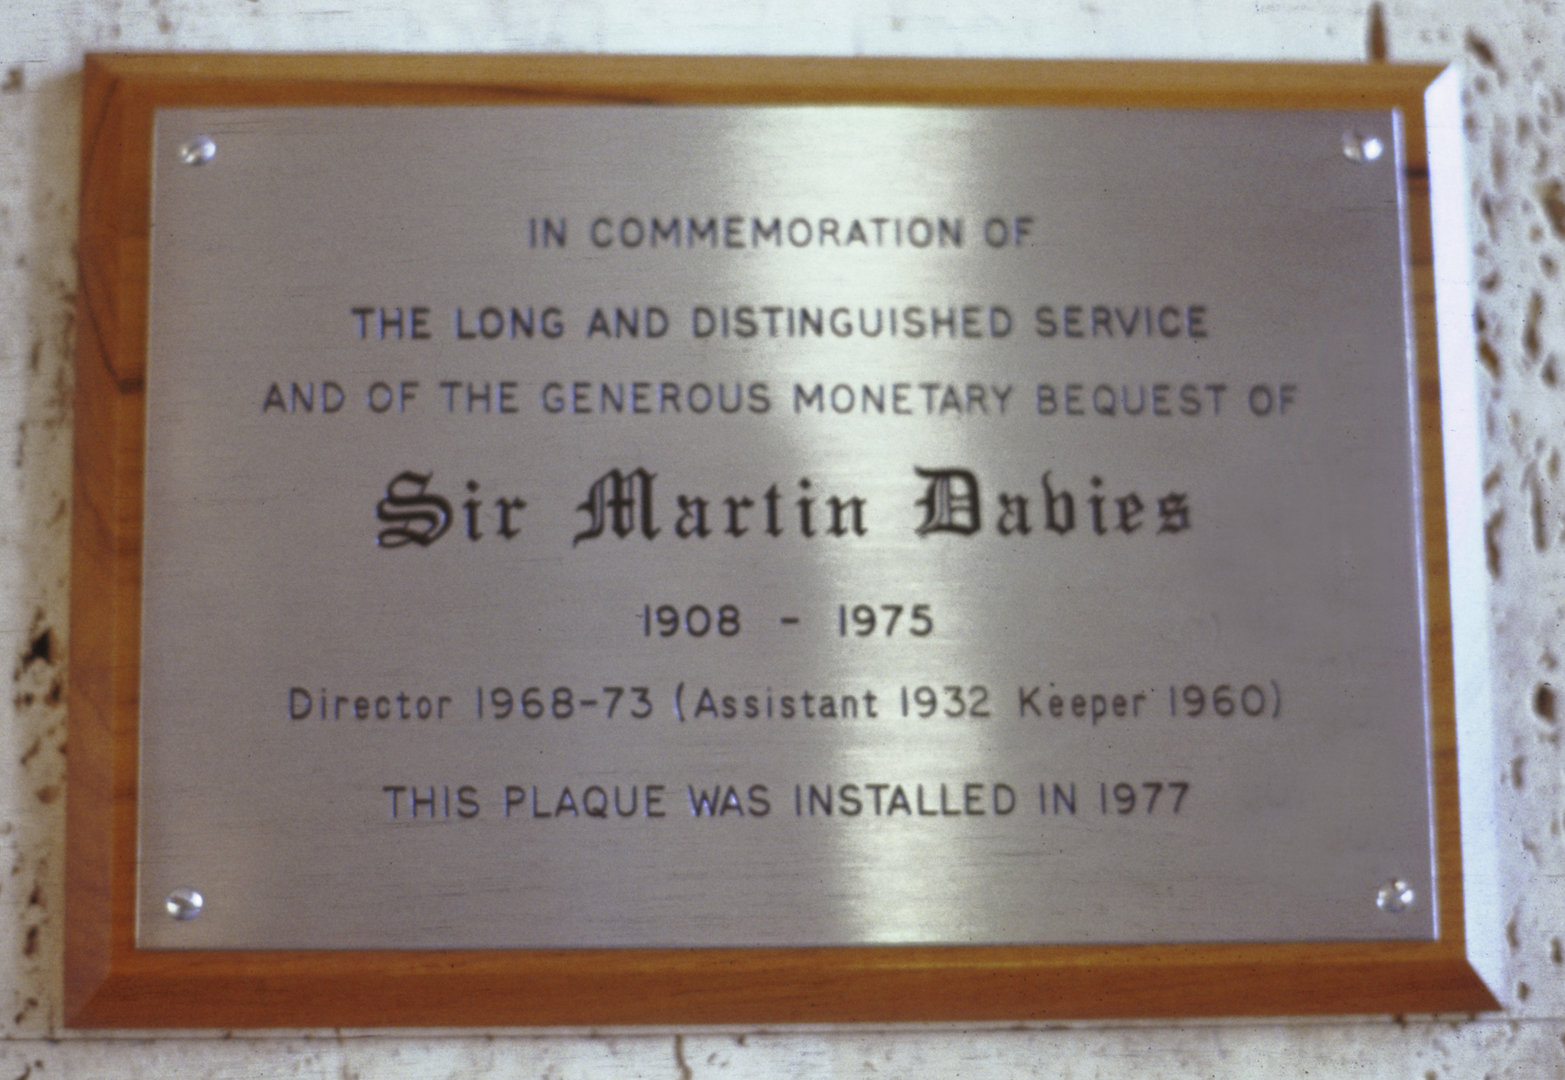 IN COMMEMORATION OF
THE LONG AND DISTINGUISHED SERVICE
AND OF THE GENEROUS MONETARY BEQUEST OF
Sir Martin Davies
1908 - 1975
Director 1968-73 (Assistant 1932 Keeper 1960)
THIS PLAQUE WAS INSTALLED IN 1977